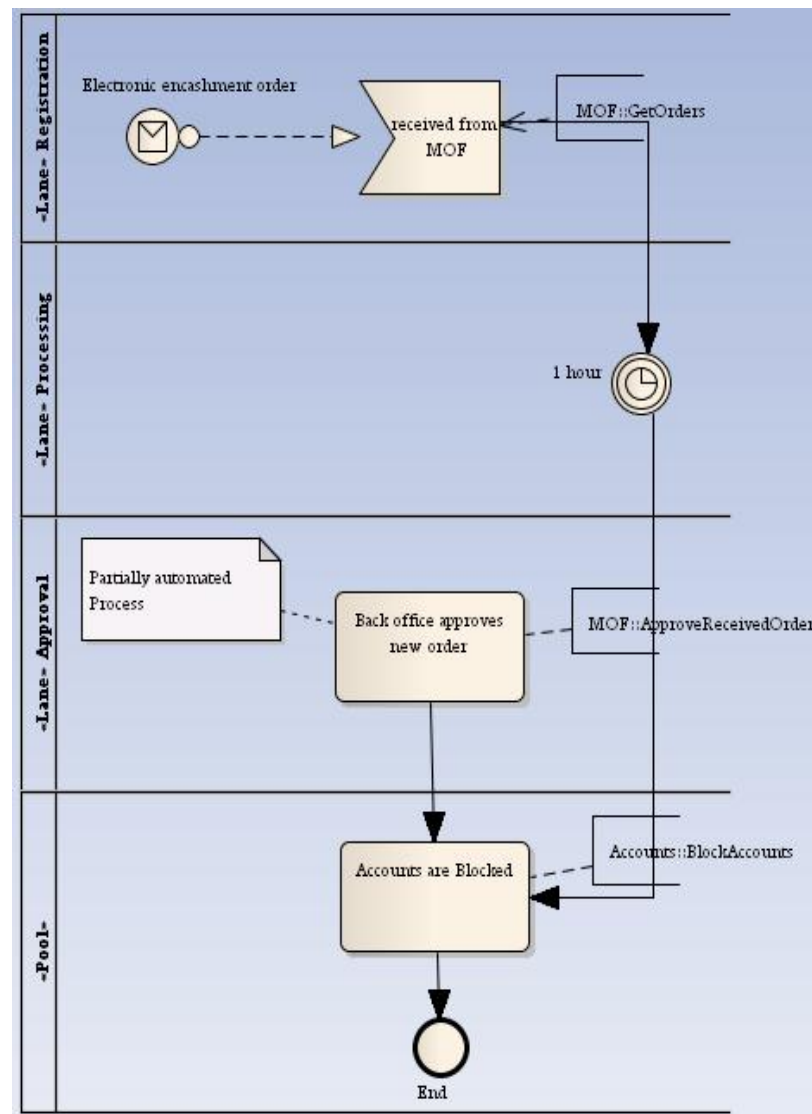 «Lane» Registration
Electronic encashment order
received from
MOF
MOF::GetOrders
«Lane» Processing
1 hour
«Lane» Approval
Partially automated
Process
Back office approves
new order
MOF::ApproveReceivedOrder
«Pool»
Accounts are Blocked
Accounts::BlockAccounts
End